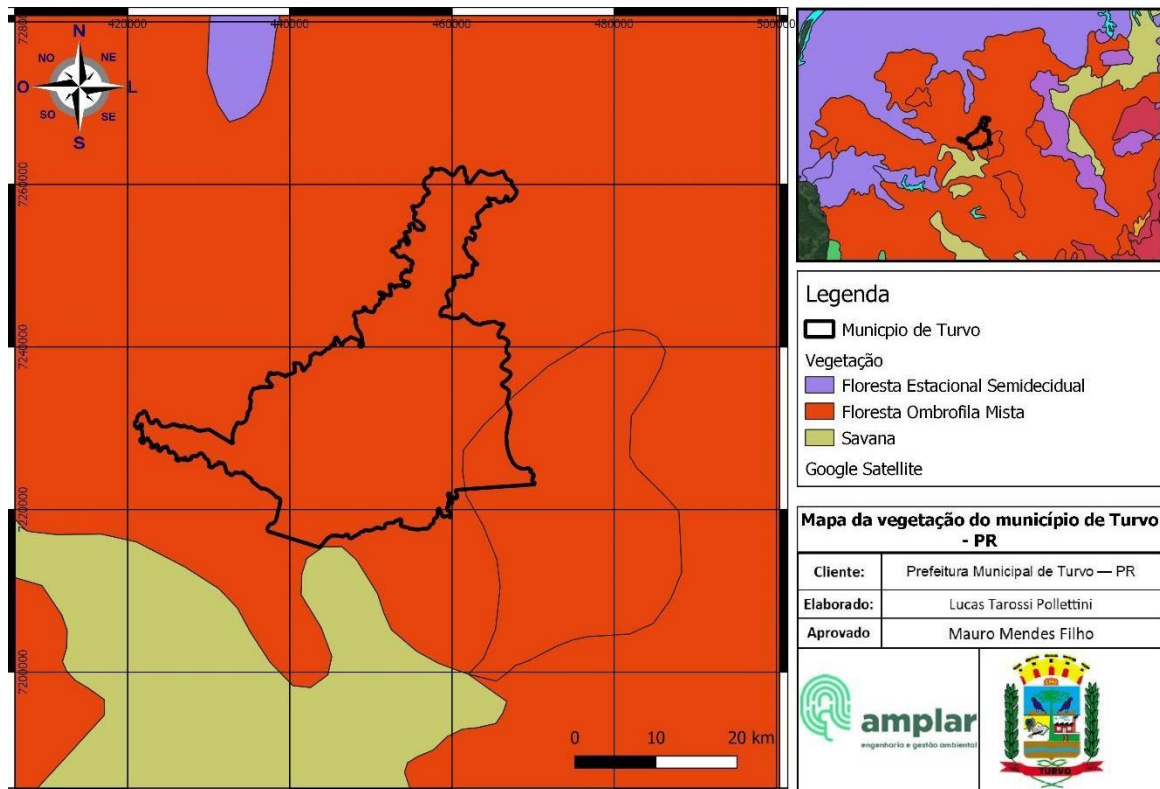 420000
440000
460000
480000
500000
72800
7260000
7240000
7220000
7200000
N
NO
NE
O
L
SO
SE
S
0
10
20 km
Legenda
Municpio de Turvo
Vegetação
Floresta Estacional Semidecidual
Floresta Ombrofila Mista
Savana
Google Satellite
Mapa da vegetação do município de Turvo
- PR
Cliente:
Prefeitura Municipal de Turvo — PR
Elaborado:
Lucas Tarossi Pollettini
Aprovado
Mauro Mendes Filho
amplar
engenharia e gestão ambiental
TURVO